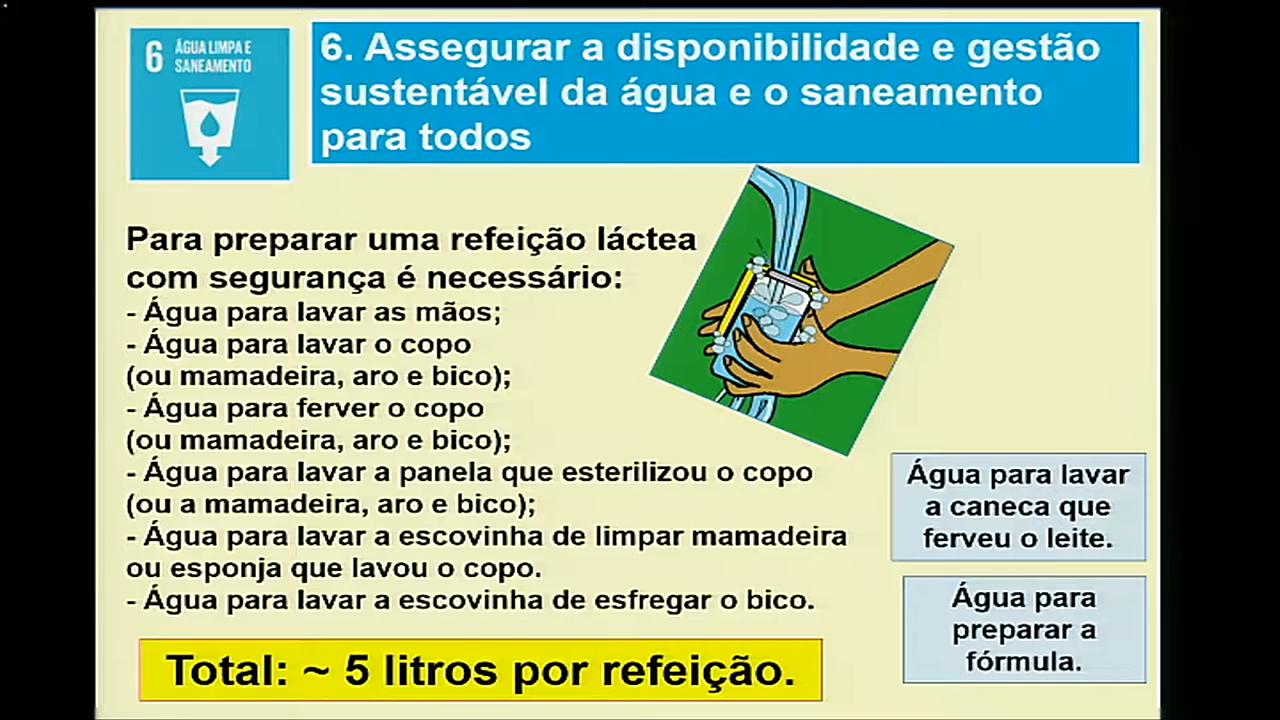 6 ÁGUA LIMPA E
SANEAMENTO
6. Assegurar a disponibilidade e gestão
sustentável da água e o saneamento
para todos
Para preparar uma refeição láctea
com segurança é necessário:
- Água para lavar as mãos;
- Água para lavar o copo
(ou mamadeira, aro e bico);
- Água para ferver o copo
(ou mamadeira, aro e bico);
- Água para lavar a panela que esterilizou o copo
(ou a mamadeira, aro e bico);
- Água para lavar a escovinha de limpar mamadeira
ou esponja que lavou o copo.
- Água para lavar a escovinha de esfregar o bico.
Total: ~ 5 litros por refeição.
Água para lavar
a caneca que
ferveu o leite.
Água para
preparar a
fórmula.